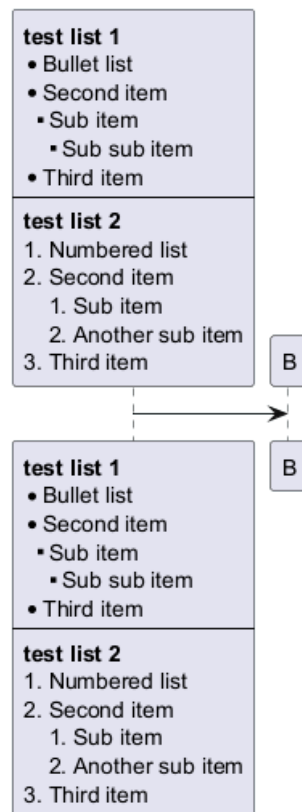 test list 1
• Bullet list
• Second item
▪ Sub item
▪ Sub sub item
• Third item
test list 2
1. Numbered list
2. Second item
1. Sub item
2. Another sub item
3. Third item
B
test list 1
• Bullet list
• Second item
▪ Sub item
▪ Sub sub item
• Third item
test list 2
1. Numbered list
2. Second item
1. Sub item
2. Another sub item
3. Third item
B